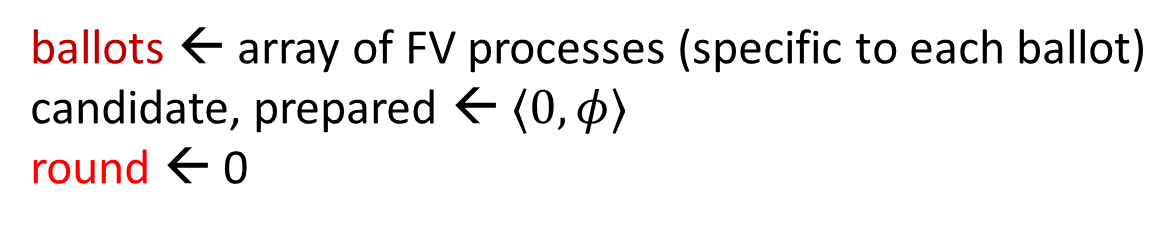 ballots ← array of FV processes (specific to each ballot)
candidate, prepared ← ⟨0, ϕ⟩
round ← 0